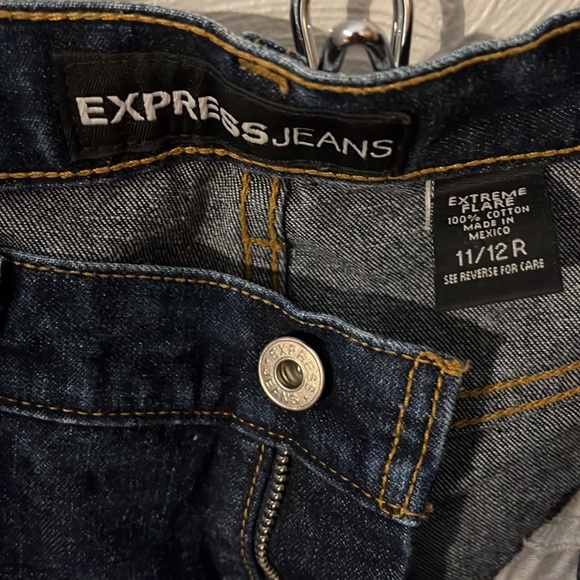 EXPRESS JEANS
EXTREME
FLARE
100% COTTON
MADE IN
MEXICO
11/12 R
SEE REVERSE FOR CARE
EXPRESS
JEANS